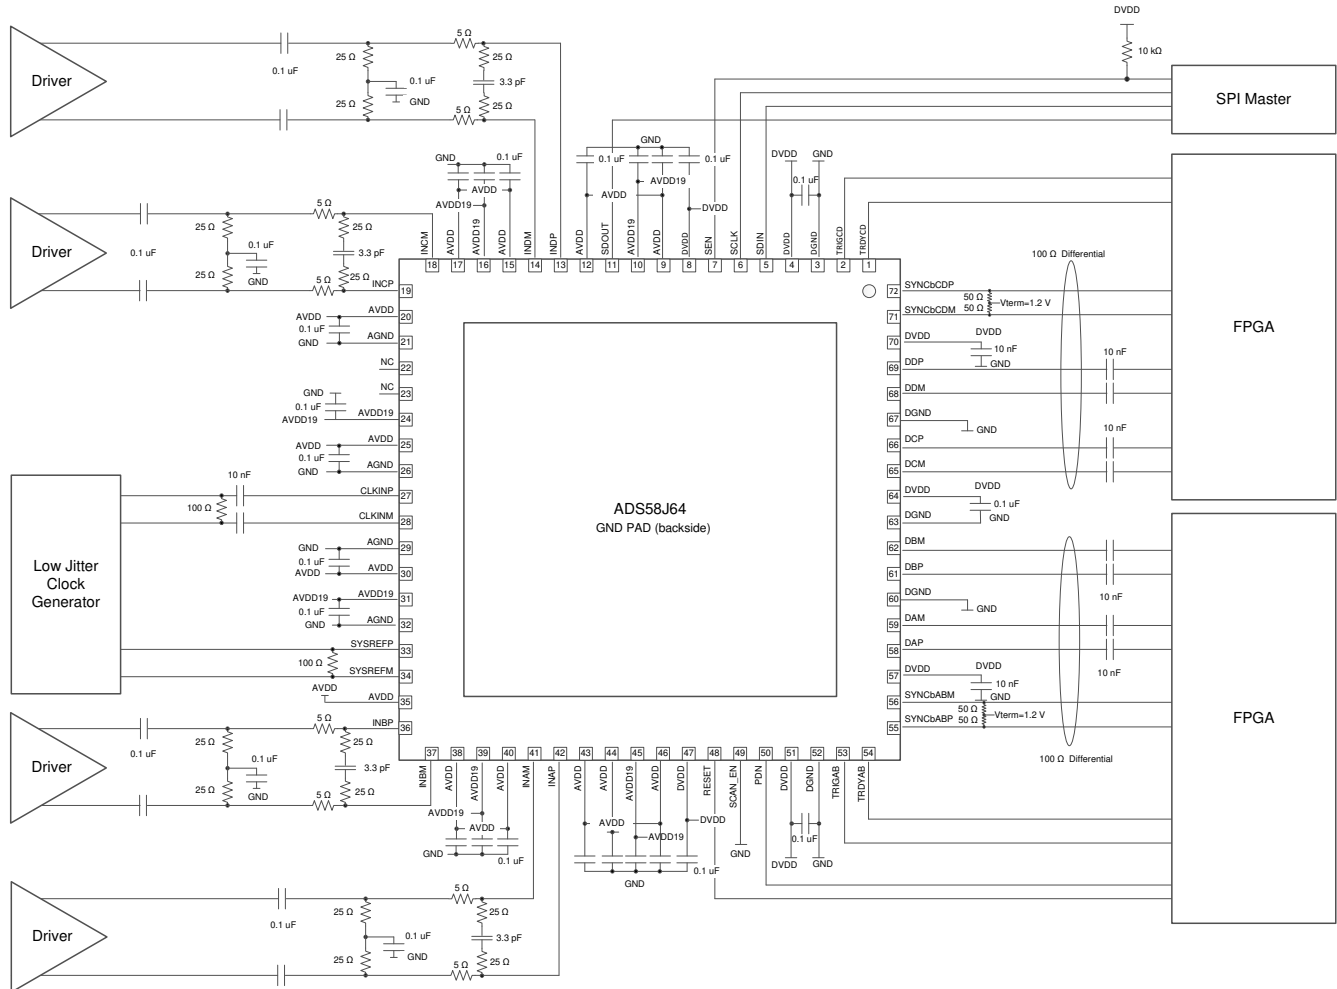 DVDD
10 kΩ
SPI Master
Driver
0.1 uF
25 Ω
25 Ω
0.1 uF
GND
5 Ω
5 Ω
25 Ω
3.3 pF
25 Ω
GND
0.1 uF
AVDD
AVDD19
GND
0.1 uF
AVDD
AVDD19
0.1 uF
DVDD
DVDD
GND
0.1 uF
Driver
0.1 uF
25 Ω
25 Ω
0.1 uF
GND
5 Ω
5 Ω
25 Ω
3.3 pF
25 Ω
INCM
AVDD
AVDD19
AVDD
INDM
INDP
AVDD
SDOUT
AVDD19
AVDD
DVDD
SEN
SCLK
SDIN
DVDD
DGND
TRIGCD
TRDYCD
18
17
16
15
14
13
12
11
10
9
8
7
6
5
4
3
2
1
INCP
19
AVDD
AVDD
20
0.1 uF
GND
AGND
21
NC
22
NC
23
GND
0.1 uF
AVDD19
AVDD19
24
AVDD
AVDD
25
0.1 uF
GND
AGND
26
10 nF
CLKINP
27
100 Ω
CLKINM
28
GND
AGND
29
0.1 uF
AVDD
AVDD
30
AVDD19
AVDD19
31
0.1 uF
GND
AGND
32
SYSREFP
33
100 Ω
SYSREFM
34
AVDD
AVDD
35
INBP
36
Low Jitter
Clock
Generator
ADS58J64
GND PAD (backside)
72
SYNCbCDP
50 Ω
50 Ω
Vterm=1.2 V
71
SYNCbCDM
70
DVDD
DVDD
10 nF
GND
69
DDP
68
DDM
67
DGND
GND
66
DCP
65
DCM
64
DVDD
DVDD
0.1 uF
GND
63
DGND
62
DBM
61
DBP
60
DGND
GND
59
DAM
58
DAP
57
DVDD
DVDD
10 nF
GND
56
SYNCbABM
50 Ω
50 Ω
Vterm=1.2 V
55
SYNCbABP
100 Ω Differential
10 nF
10 nF
FPGA
10 nF
10 nF
100 Ω Differential
FPGA
Driver
0.1 uF
25 Ω
25 Ω
0.1 uF
GND
5 Ω
5 Ω
25 Ω
3.3 pF
25 Ω
37
38
39
40
41
42
43
44
45
46
47
48
49
50
51
52
53
54
INBM
AVDD
AVDD19
AVDD
INAM
INAP
AVDD
AVDD
AVDD19
AVDD
DVDD
RESET
SCAN_EN
PDN
DVDD
DGND
TRIGAB
TRDYAB
AVDD19
AVDD
GND
0.1 uF
AVDD
AVDD19
DVDD
GND
0.1 uF
GND
0.1 uF
DVDD
GND
Driver
0.1 uF
25 Ω
25 Ω
0.1 uF
GND
5 Ω
5 Ω
25 Ω
3.3 pF
25 Ω